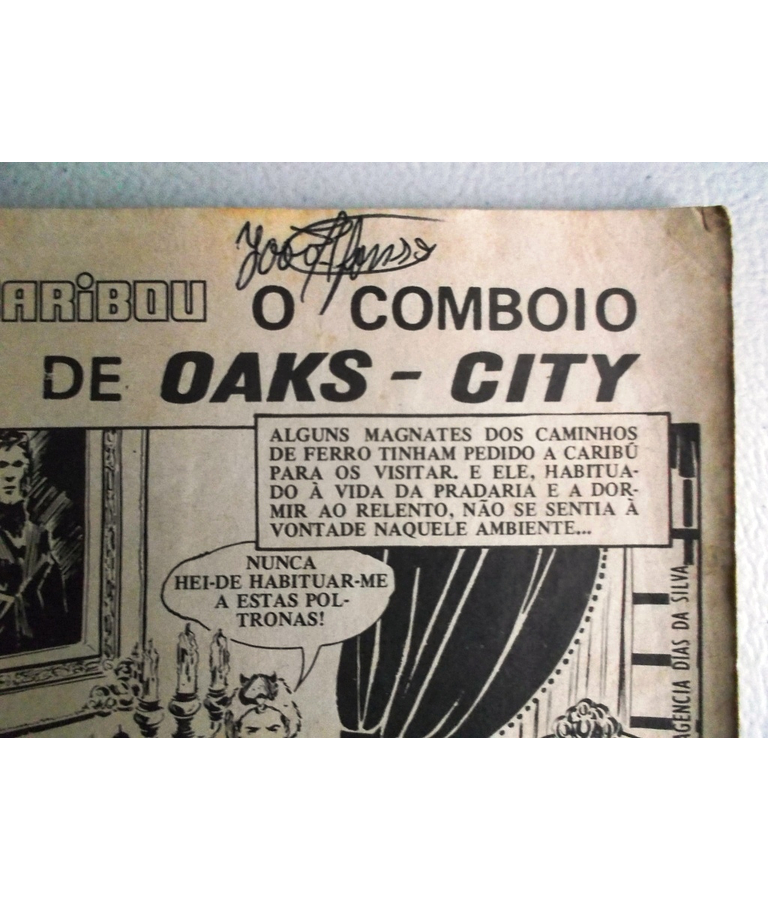 João Afonso
ARiBOU O COMBOIO
DE OAKS - CITY
ALGUNS MAGNATES DOS CAMINHOS
DE FERRO TINHAM PEDIDO A CARIBÚ
PARA OS VISITAR. E ELE, HABITUA-
DO À VIDA DA PRADARIA E A DOR-
MIR AO RELENTO, NÃO SE SENTIA À
VONTADE NAQUELE AMBIENTE...
NUNCA
HEI-DE HABITUAR-ME
A ESTAS POL-
TRONAS!
AGENCIA DIAS DA SILVA